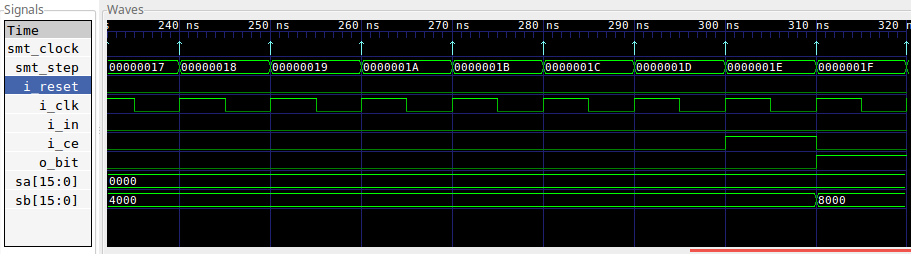 Signals
Waves
Time
smt_clock
smt_step
i_reset
i_clk
i_in
i_ce
o_bit
sa[15:0]
sb[15:0]
s 240 ns 250 ns 260 ns 270 ns 280 ns 290 ns 300 ns 310 ns 320 n
00000017 00000018 00000019 0000001A 0000001B 0000001C 0000001D 0000001E 0000001F
0000
4000 8000